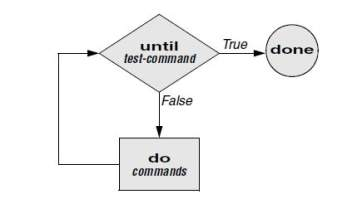 until
test-command
True
done
False
do
commands